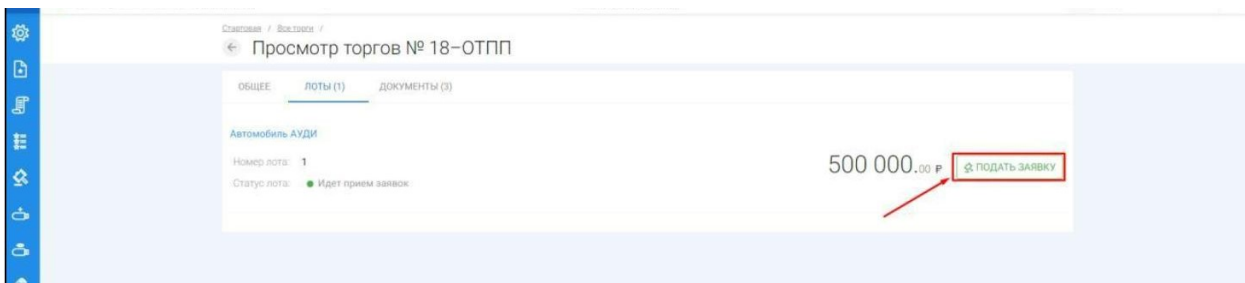 Стартовая / Все торги /
Просмотр торгов № 18-ОТПП
ОБЩЕЕ ЛОТЫ (1) ДОКУМЕНТЫ (3)
Автомобиль АУДИ
Номер лота: 1
500 000.00 ₽ ПОДАТЬ ЗАЯВКУ
Статус лота: Идет прием заявок